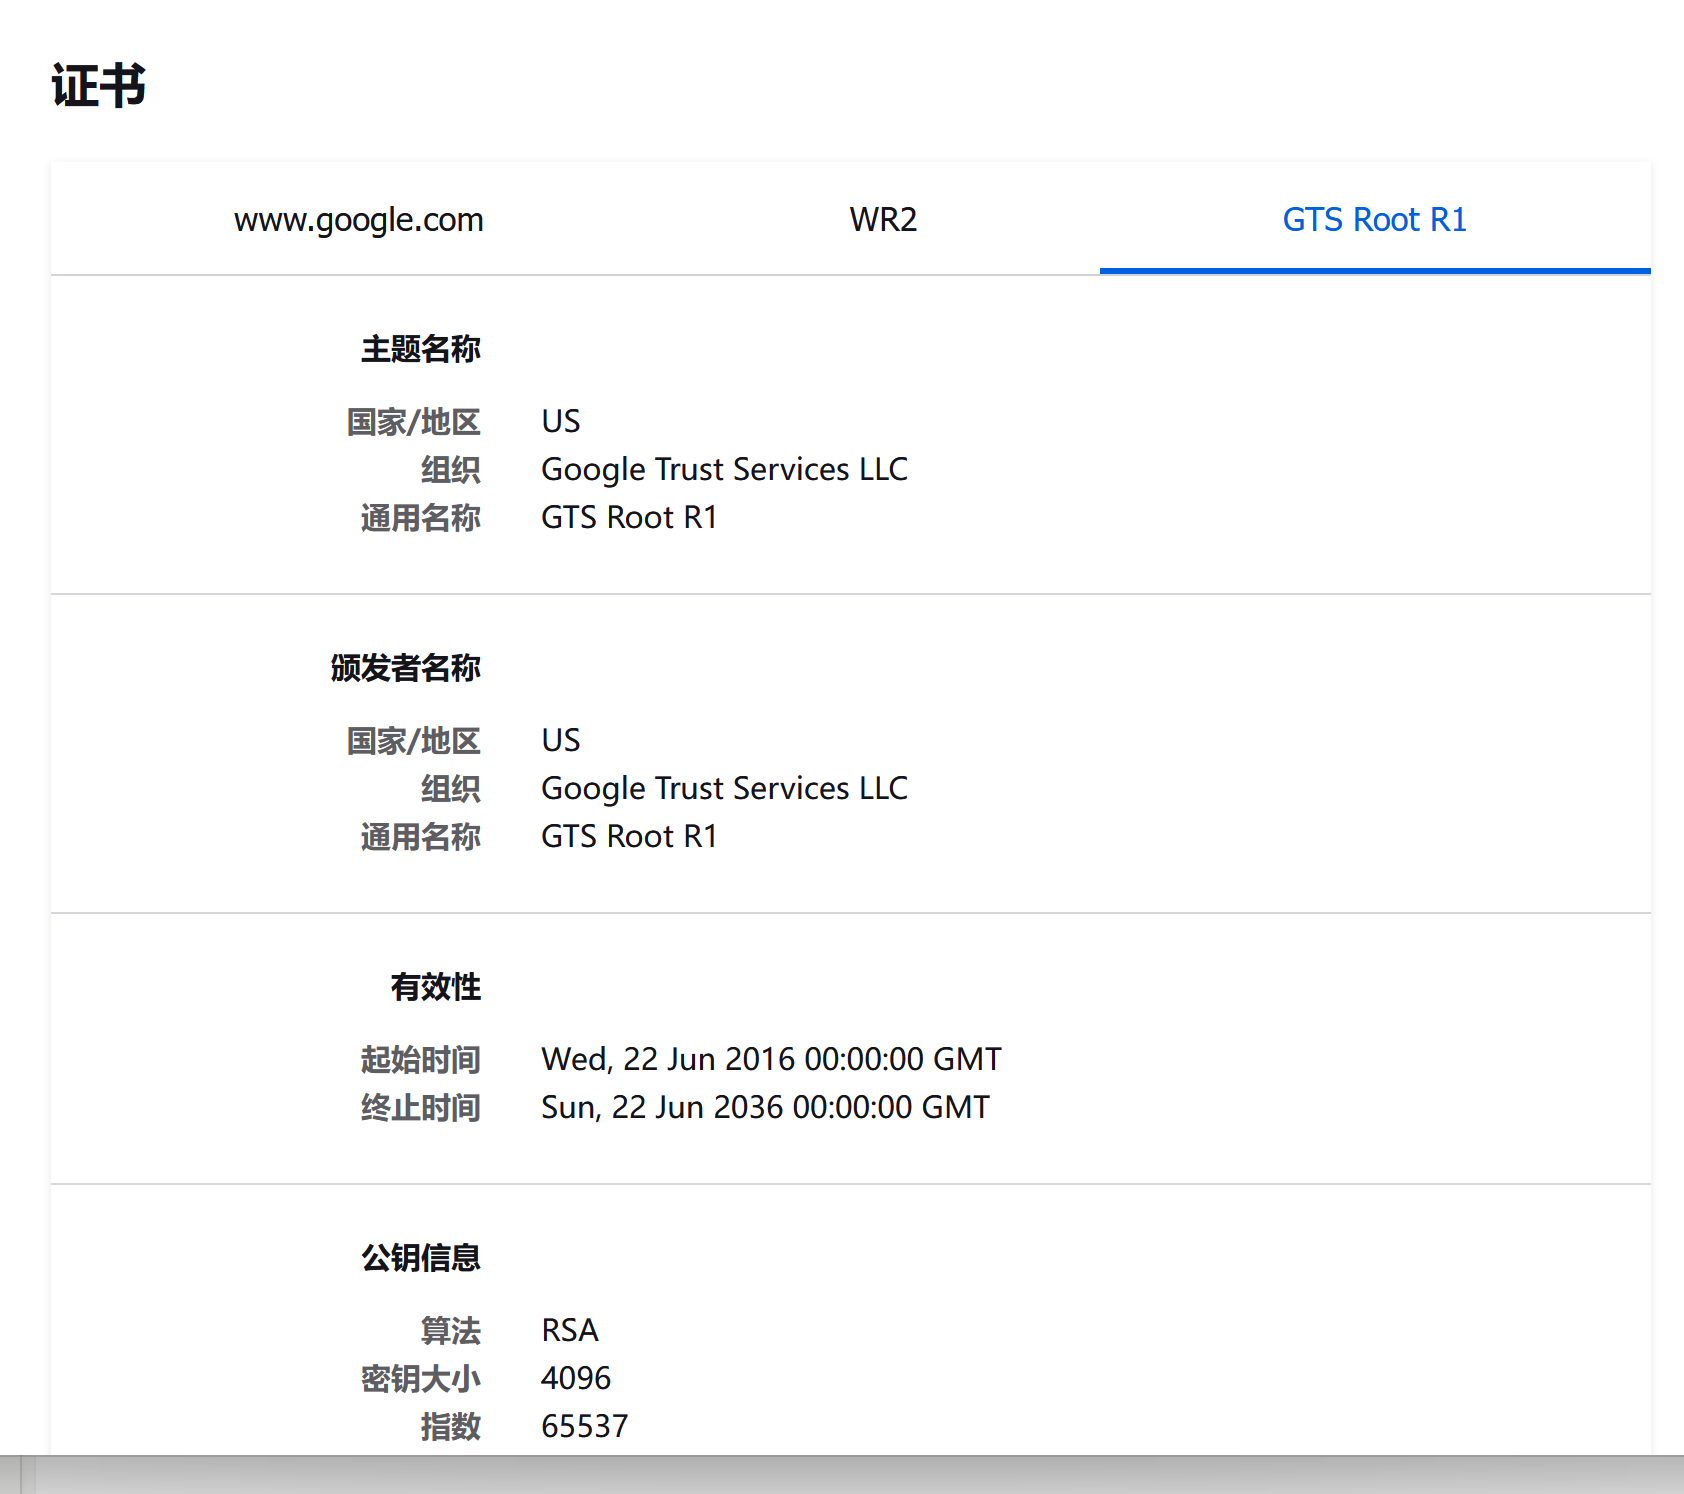 证书
www.google.com WR2 GTS Root R1
主题名称
国家/地区 US
组织 Google Trust Services LLC
通用名称 GTS Root R1
颁发者名称
国家/地区 US
组织 Google Trust Services LLC
通用名称 GTS Root R1
有效性
起始时间 Wed, 22 Jun 2016 00:00:00 GMT
终止时间 Sun, 22 Jun 2036 00:00:00 GMT
公钥信息
算法 RSA
密钥大小 4096
指数 65537